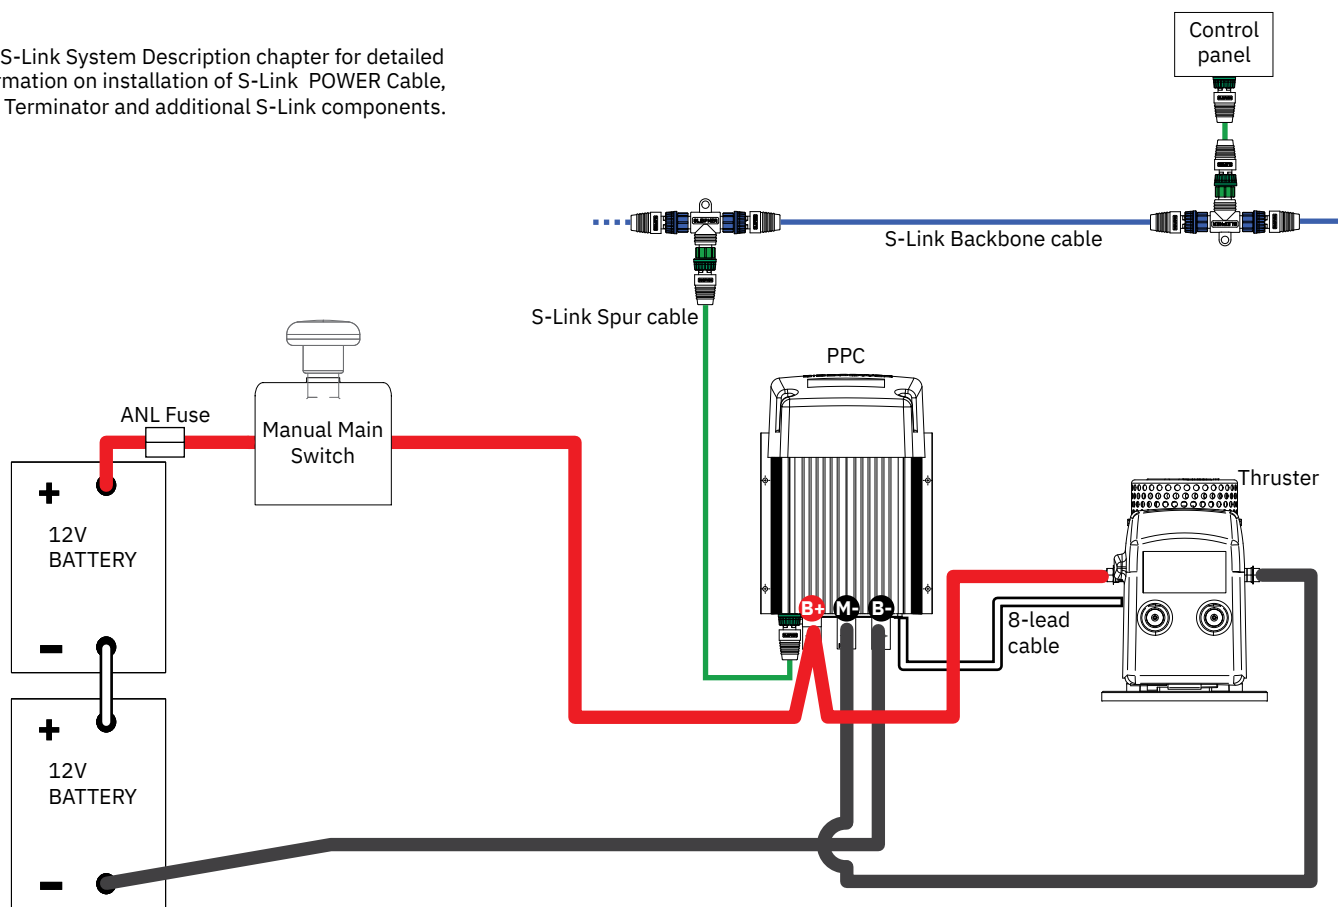 S-Link System Description chapter for detailed
rmation on installation of S-Link POWER Cable,
Terminator and additional S-Link components.
Control
panel
S-Link Backbone cable
S-Link Spur cable
PPC
ANL Fuse
Manual Main
Switch
Thruster
+
12V
BATTERY
-
B+
M-
B-
8-lead
cable
+
12V
BATTERY
-